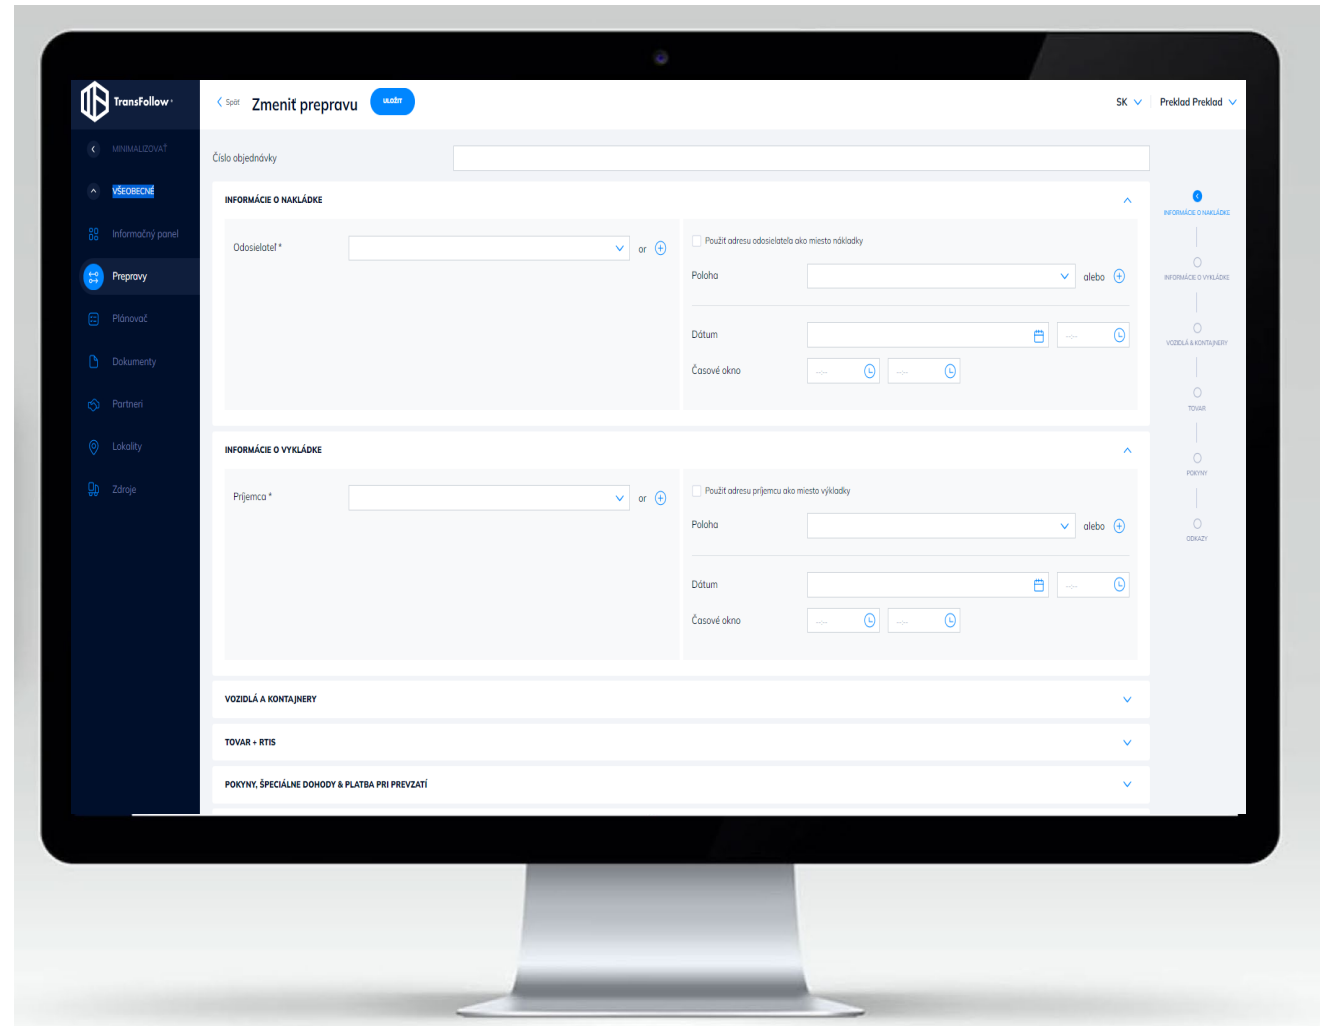 TransFollow
Späť
Zmeniť prepravu
ULOŽIŤ
SK
Preklad Preklad
MINIMALIZOVAŤ
VŠEOBECNÉ
Informačný panel
Prepravy
Plánovač
Dokumenty
Partneri
Lokality
Zdroje
Číslo objednávky
INFORMÁCIE O NAKLÁDKE
Odosielateľ *
or
Použiť adresu odosielateľa ako miesto nákladky
Poloha
alebo
Dátum
--:--
Časové okno
--:--
--:--
INFORMÁCIE O VYKLÁDKE
Príjemca *
or
Použiť adresu príjemcu ako miesto výkladky
Poloha
alebo
Dátum
--:--
Časové okno
--:--
--:--
VOZIDLÁ A KONTAJNERY
TOVAR + RTIS
POKYNY, ŠPECIÁLNE DOHODY & PLATBA PRI PREVZATÍ
INFORMÁCIE O NAKLÁDKE
INFORMÁCIE O VYKLÁDKE
VOZIDLÁ & KONTAJNERY
TOVAR
POKYNY
ODKAZY